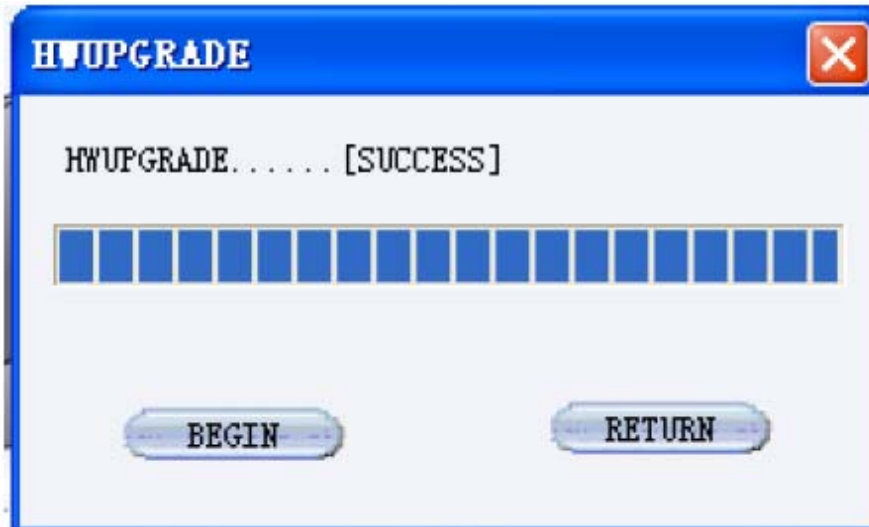 HWUPGRADE
HWUPGRADE......[SUCCESS]
BEGIN
RETURN